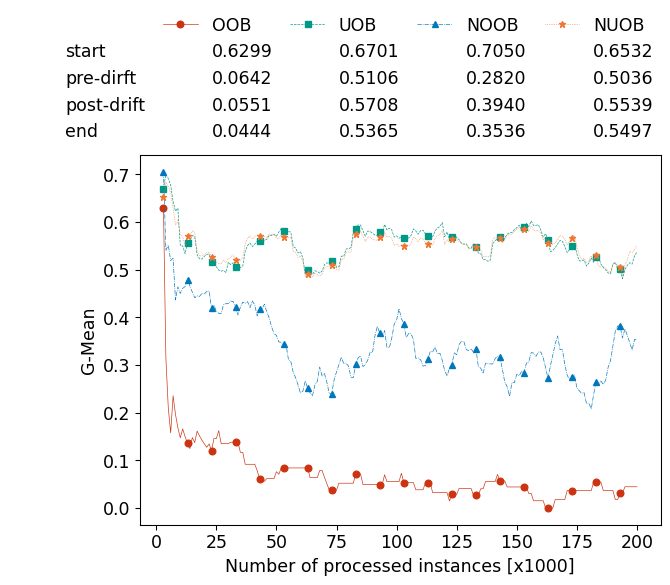 OOB UOB NOOB NUOB
start 0.6299 0.6701 0.7050 0.6532
pre-dirft 0.0642 0.5106 0.2820 0.5036
post-drift 0.0551 0.5708 0.3940 0.5539
end 0.0444 0.5365 0.3536 0.5497
0.7
0.6
0.5
0.4
0.3
0.2
0.1
0.0
G-Mean
0 25 50 75 100 125 150 175 200
Number of processed instances [x1000]